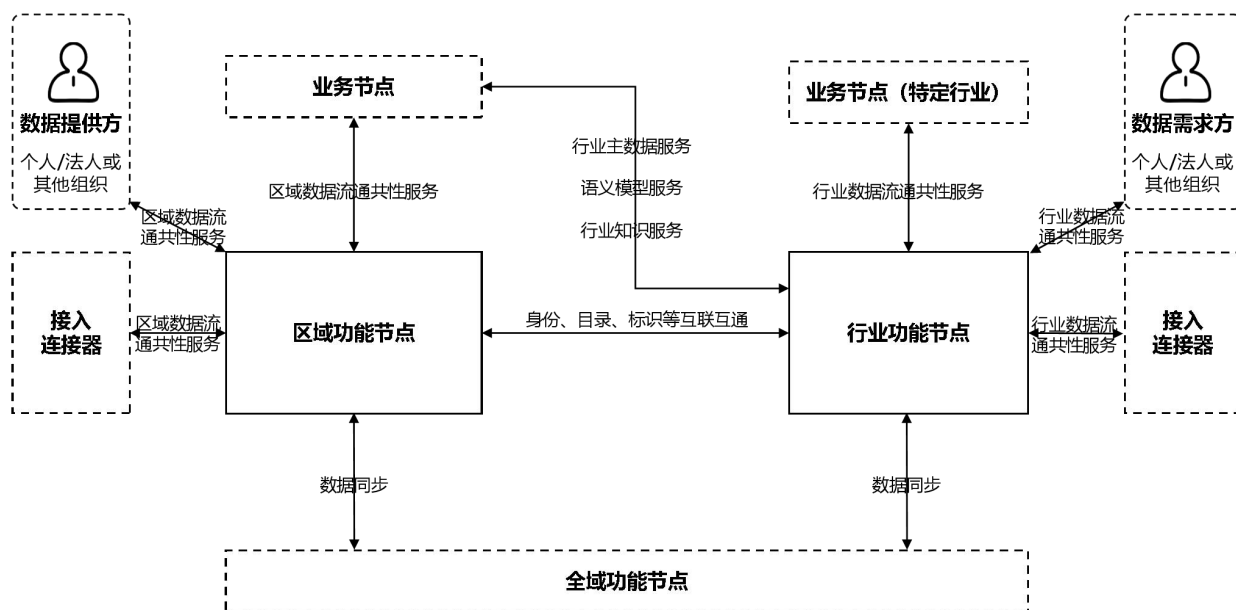 数据提供方
个人/法人或
其他组织
业务节点
业务节点（特定行业）
数据需求方
个人/法人或
其他组织
行业主数据服务
语义模型服务
行业知识服务
区域数据流通共性服务
行业数据流通共性服务
区域数据流
通共性服务
行业数据流
通共性服务
接入
连接器
区域数据流
通共性服务
区域功能节点
身份、目录、标识等互联互通
行业功能节点
行业数据流
通共性服务
接入
连接器
数据同步
数据同步
全域功能节点